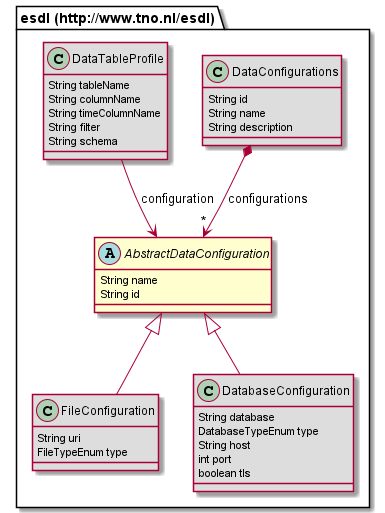 esdl (http://www.tno.nl/esdl)
C DataTableProfile
String tableName
String columnName
String timeColumnName
String filter
String schema
C DataConfigurations
String id
String name
String description
configuration
configurations
*
A AbstractDataConfiguration
String name
String id
C FileConfiguration
String uri
FileTypeEnum type
C DatabaseConfiguration
String database
DatabaseTypeEnum type
String host
int port
boolean tls